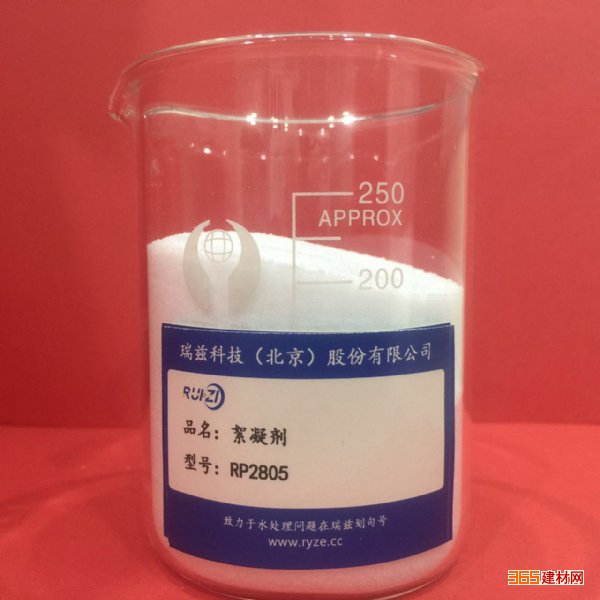 250
APPROX
200
瑞兹科技（北京）股份有限公司
RUIZI
品名：絮凝剂
型号：RP2805
致力于水处理问题在瑞兹划句号
www.ryze.cc
365建材网